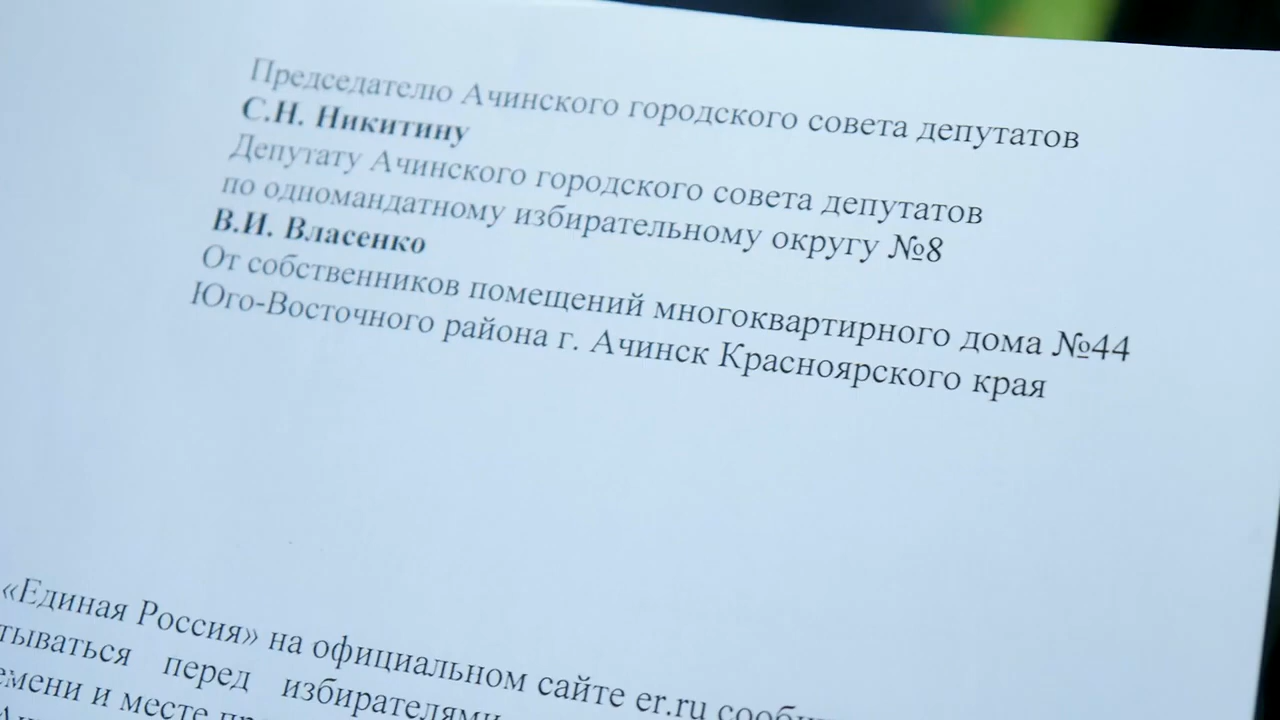 Председателю Ачинского городского совета депутатов
С.Н. Никитину
Депутату Ачинского городского совета депутатов
по одномандатному избирательному округу №8
В.И. Власенко
От собственников помещений многоквартирного дома №44
Юго-Восточного района г. Ачинск Красноярского края
«Единая Россия» на официальном сайте er.ru
тываться перед избирателями
мени и месте